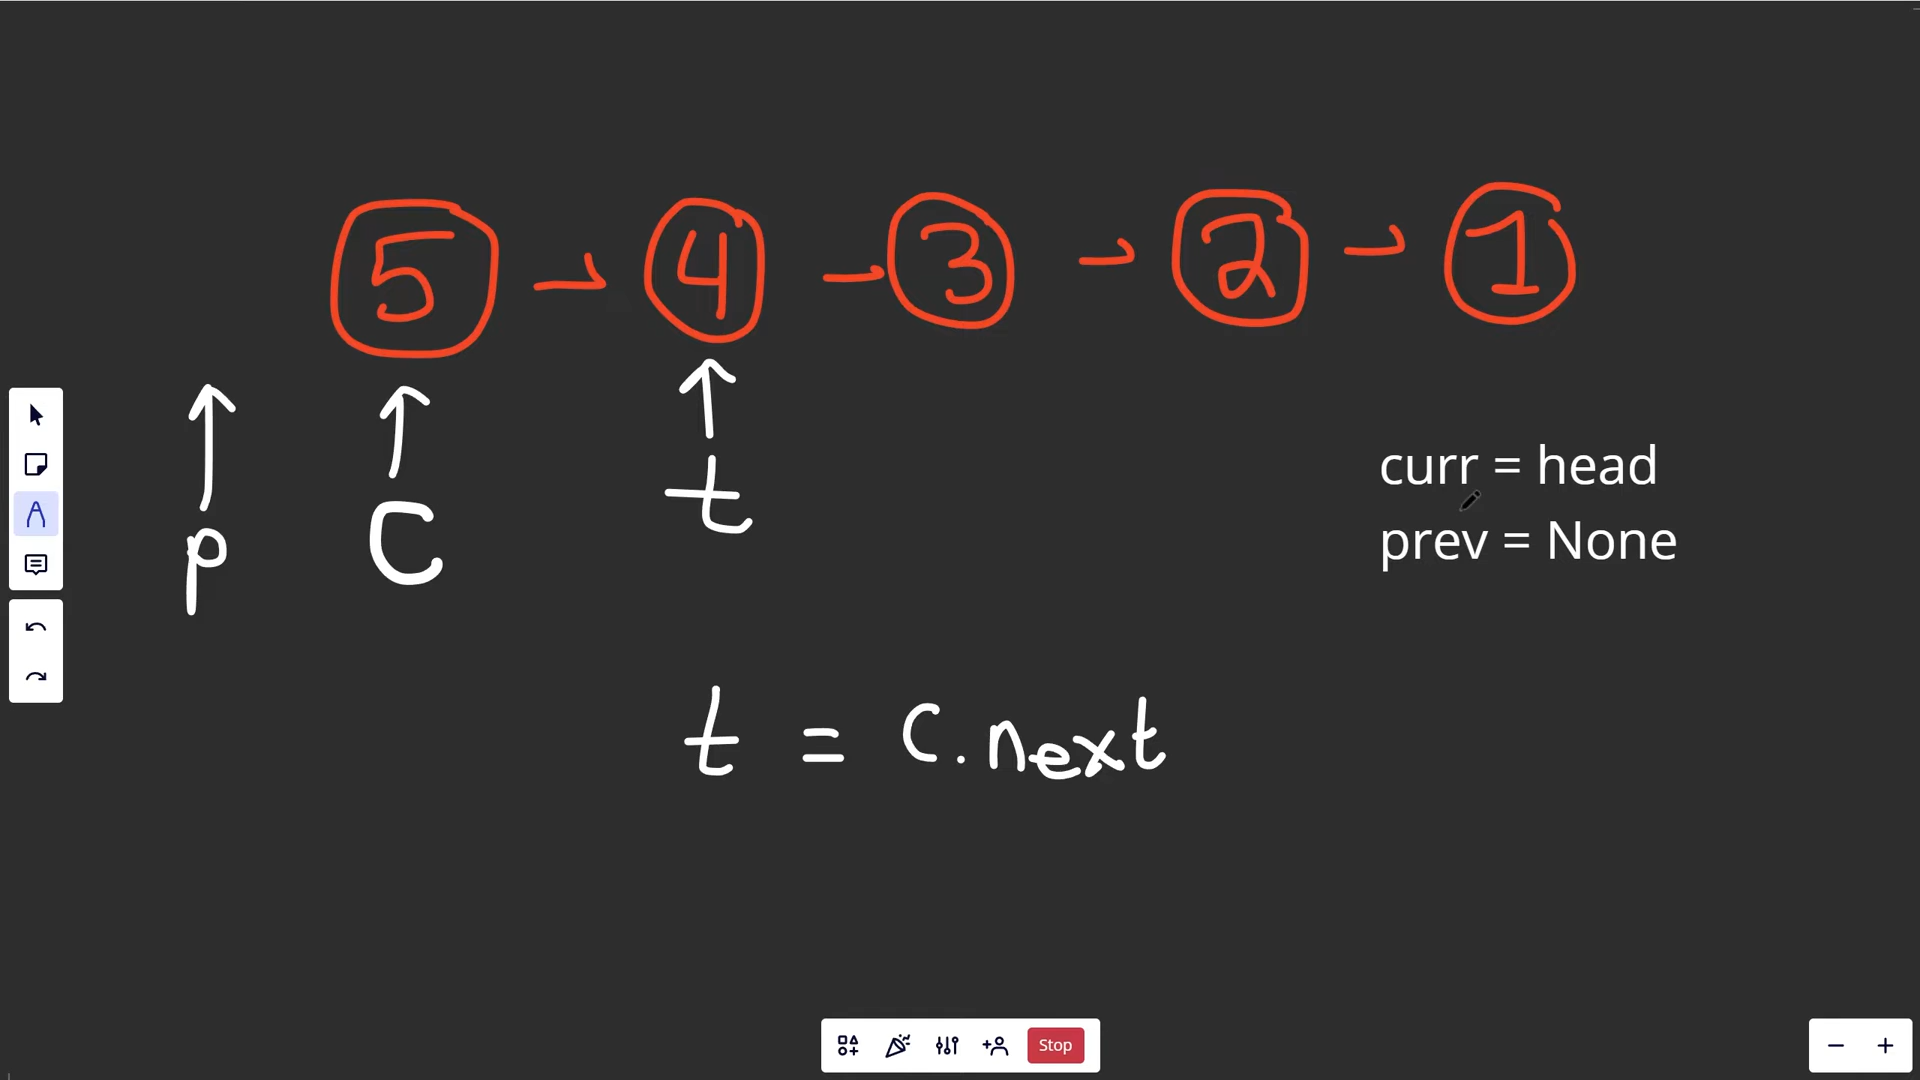 5 → 4 → 3 → 2 → 1
p
C
t
curr = head
prev = None
t = c.next
Stop